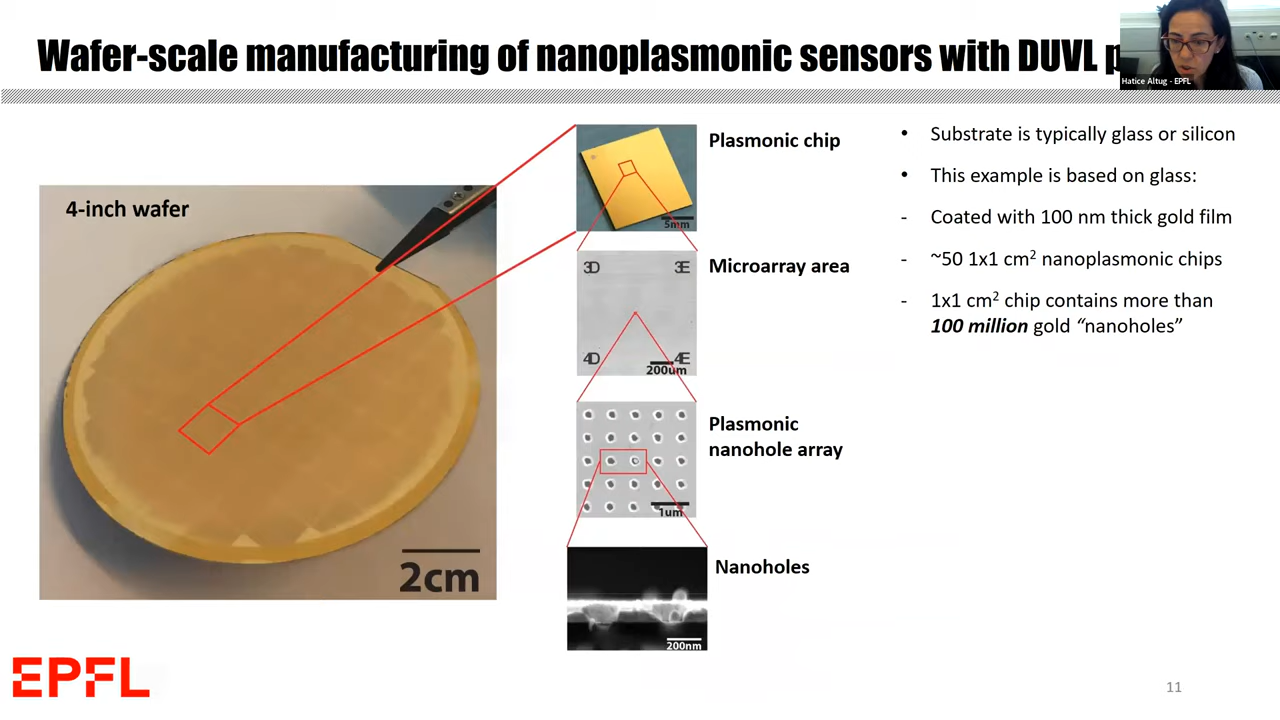 Wafer-scale manufacturing of nanoplasmonic sensors with DUVL p
Hatice Altug - EPFL
4-inch wafer
2cm
Plasmonic chip
5mm
3D 3E
4D 4E
200um
Microarray area
Plasmonic
nanohole array
1um
Nanoholes
200nm
• Substrate is typically glass or silicon
• This example is based on glass:
- Coated with 100 nm thick gold film
- ~50 1x1 cm² nanoplasmonic chips
- 1x1 cm² chip contains more than
100 million gold “nanoholes”
EPFL
11